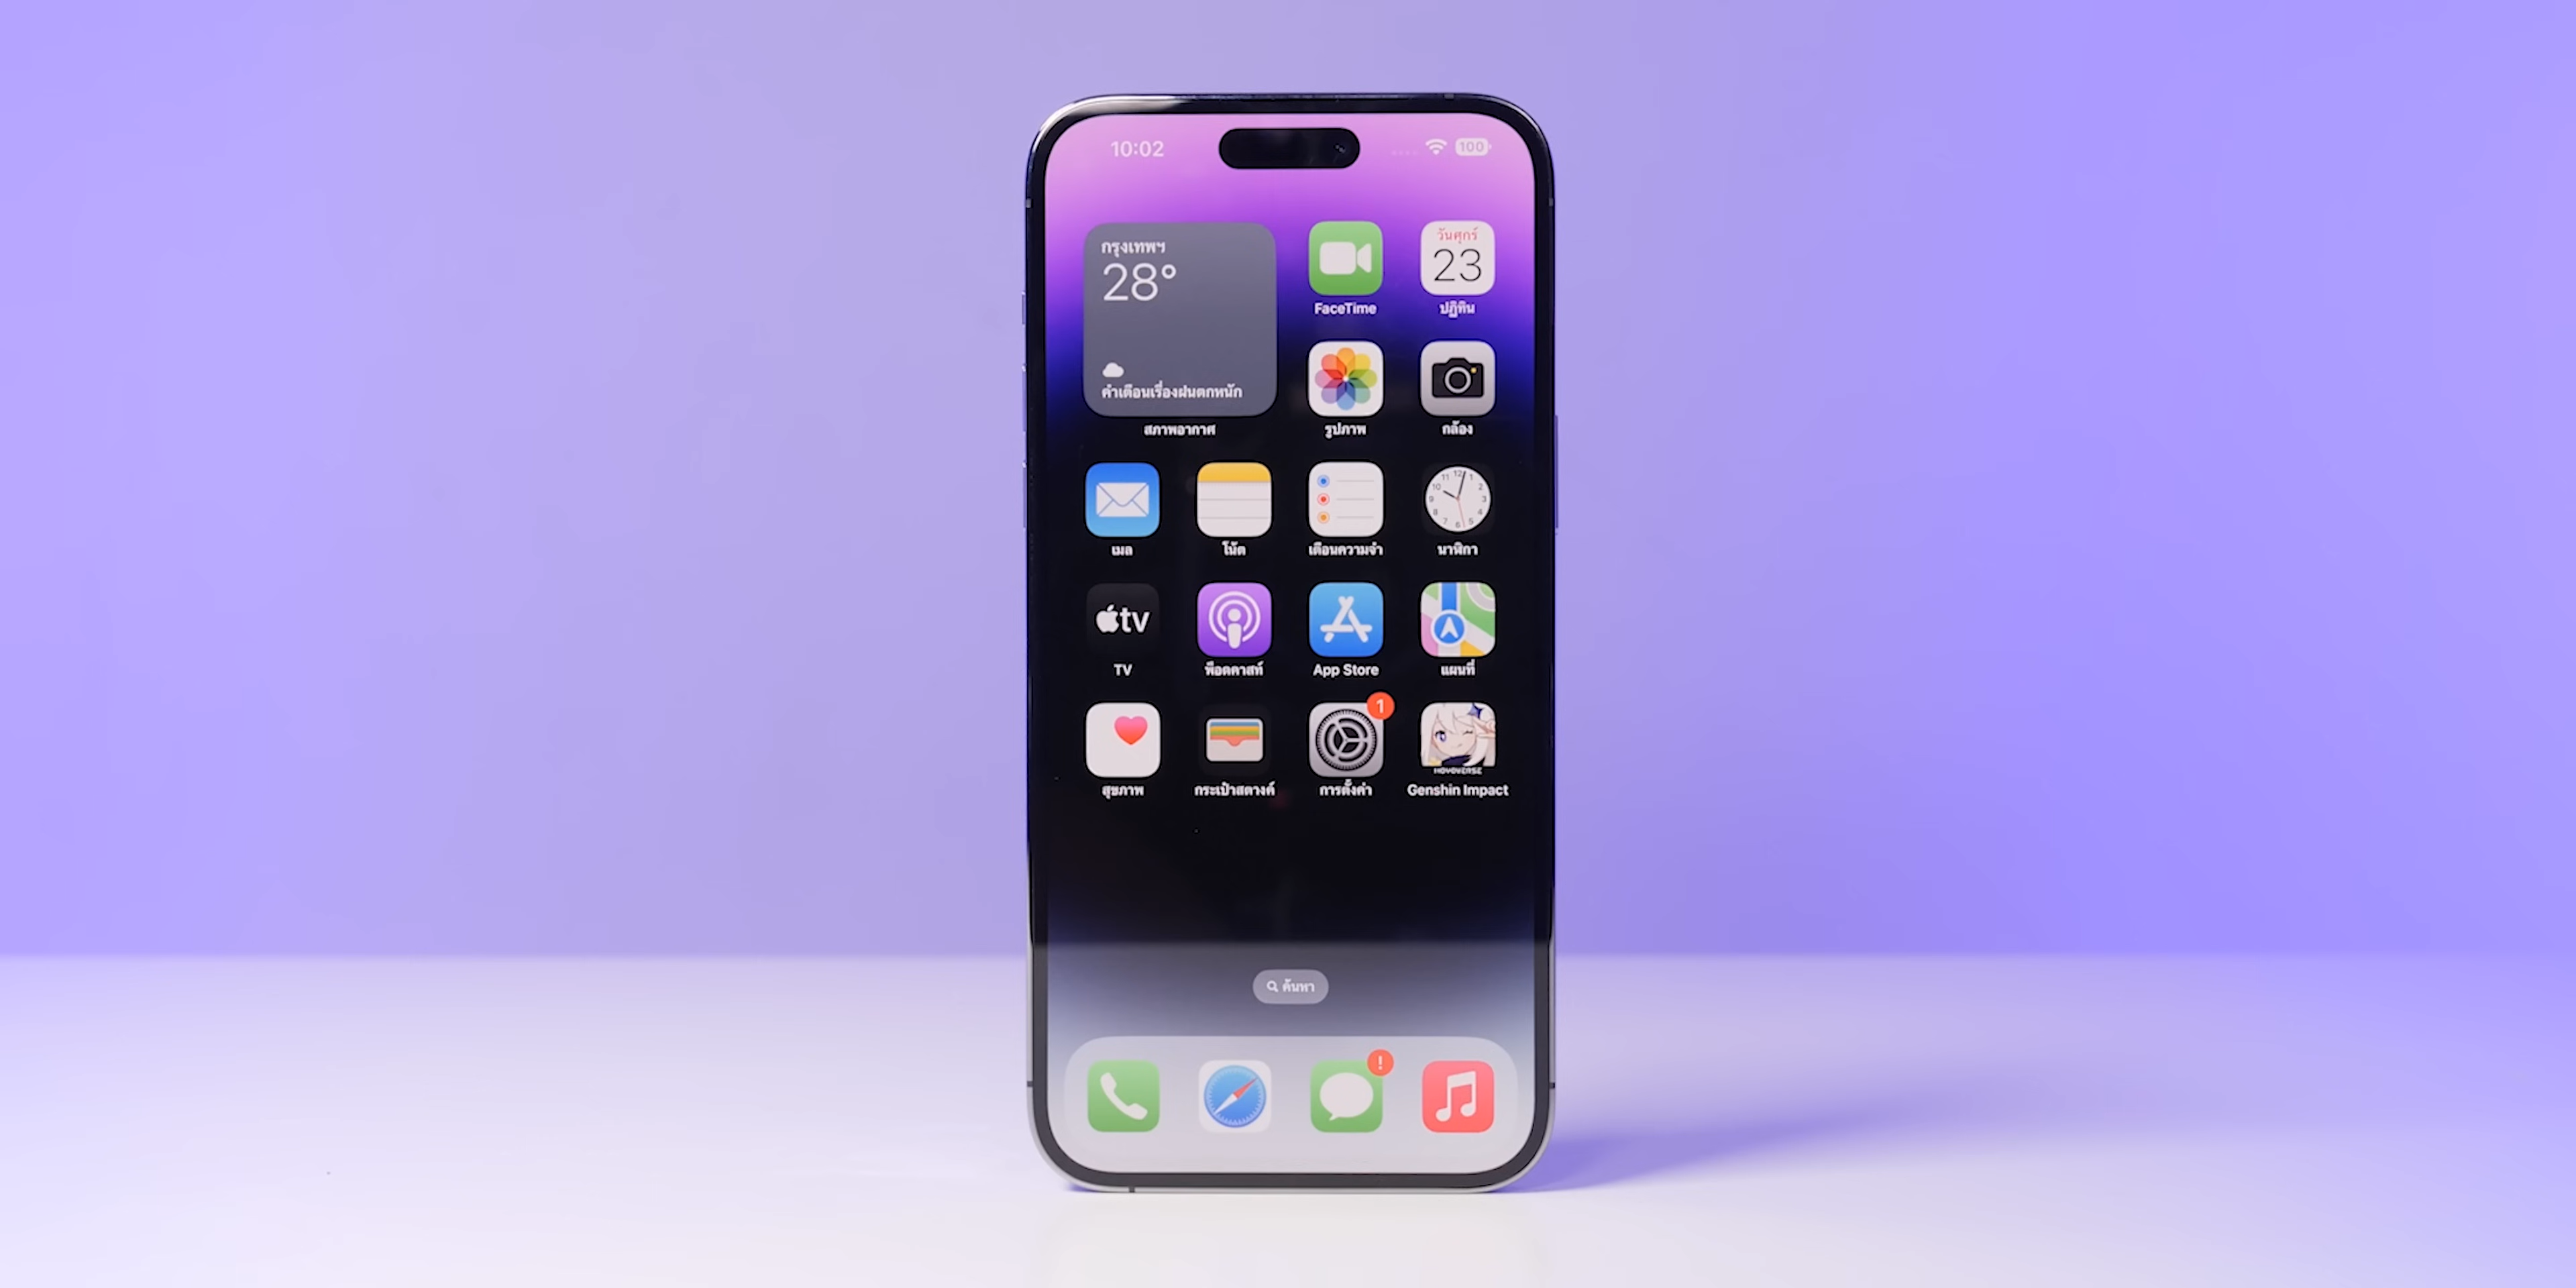 10:02
100
กรุงเทพฯ
28°
คำเตือนเรื่องฝนตกหนัก
สภาพอากาศ
FaceTime
วันศุกร์
23
ปฏิทิน
รูปภาพ
กล้อง
เมล
โน้ต
เตือนความจำ
นาฬิกา
tv
TV
พ็อดคาสท์
App Store
แผนที่
สุขภาพ
กระเป๋าสตางค์
1
การตั้งค่า
HOYOVERSE
Genshin Impact
ค้นหา
!